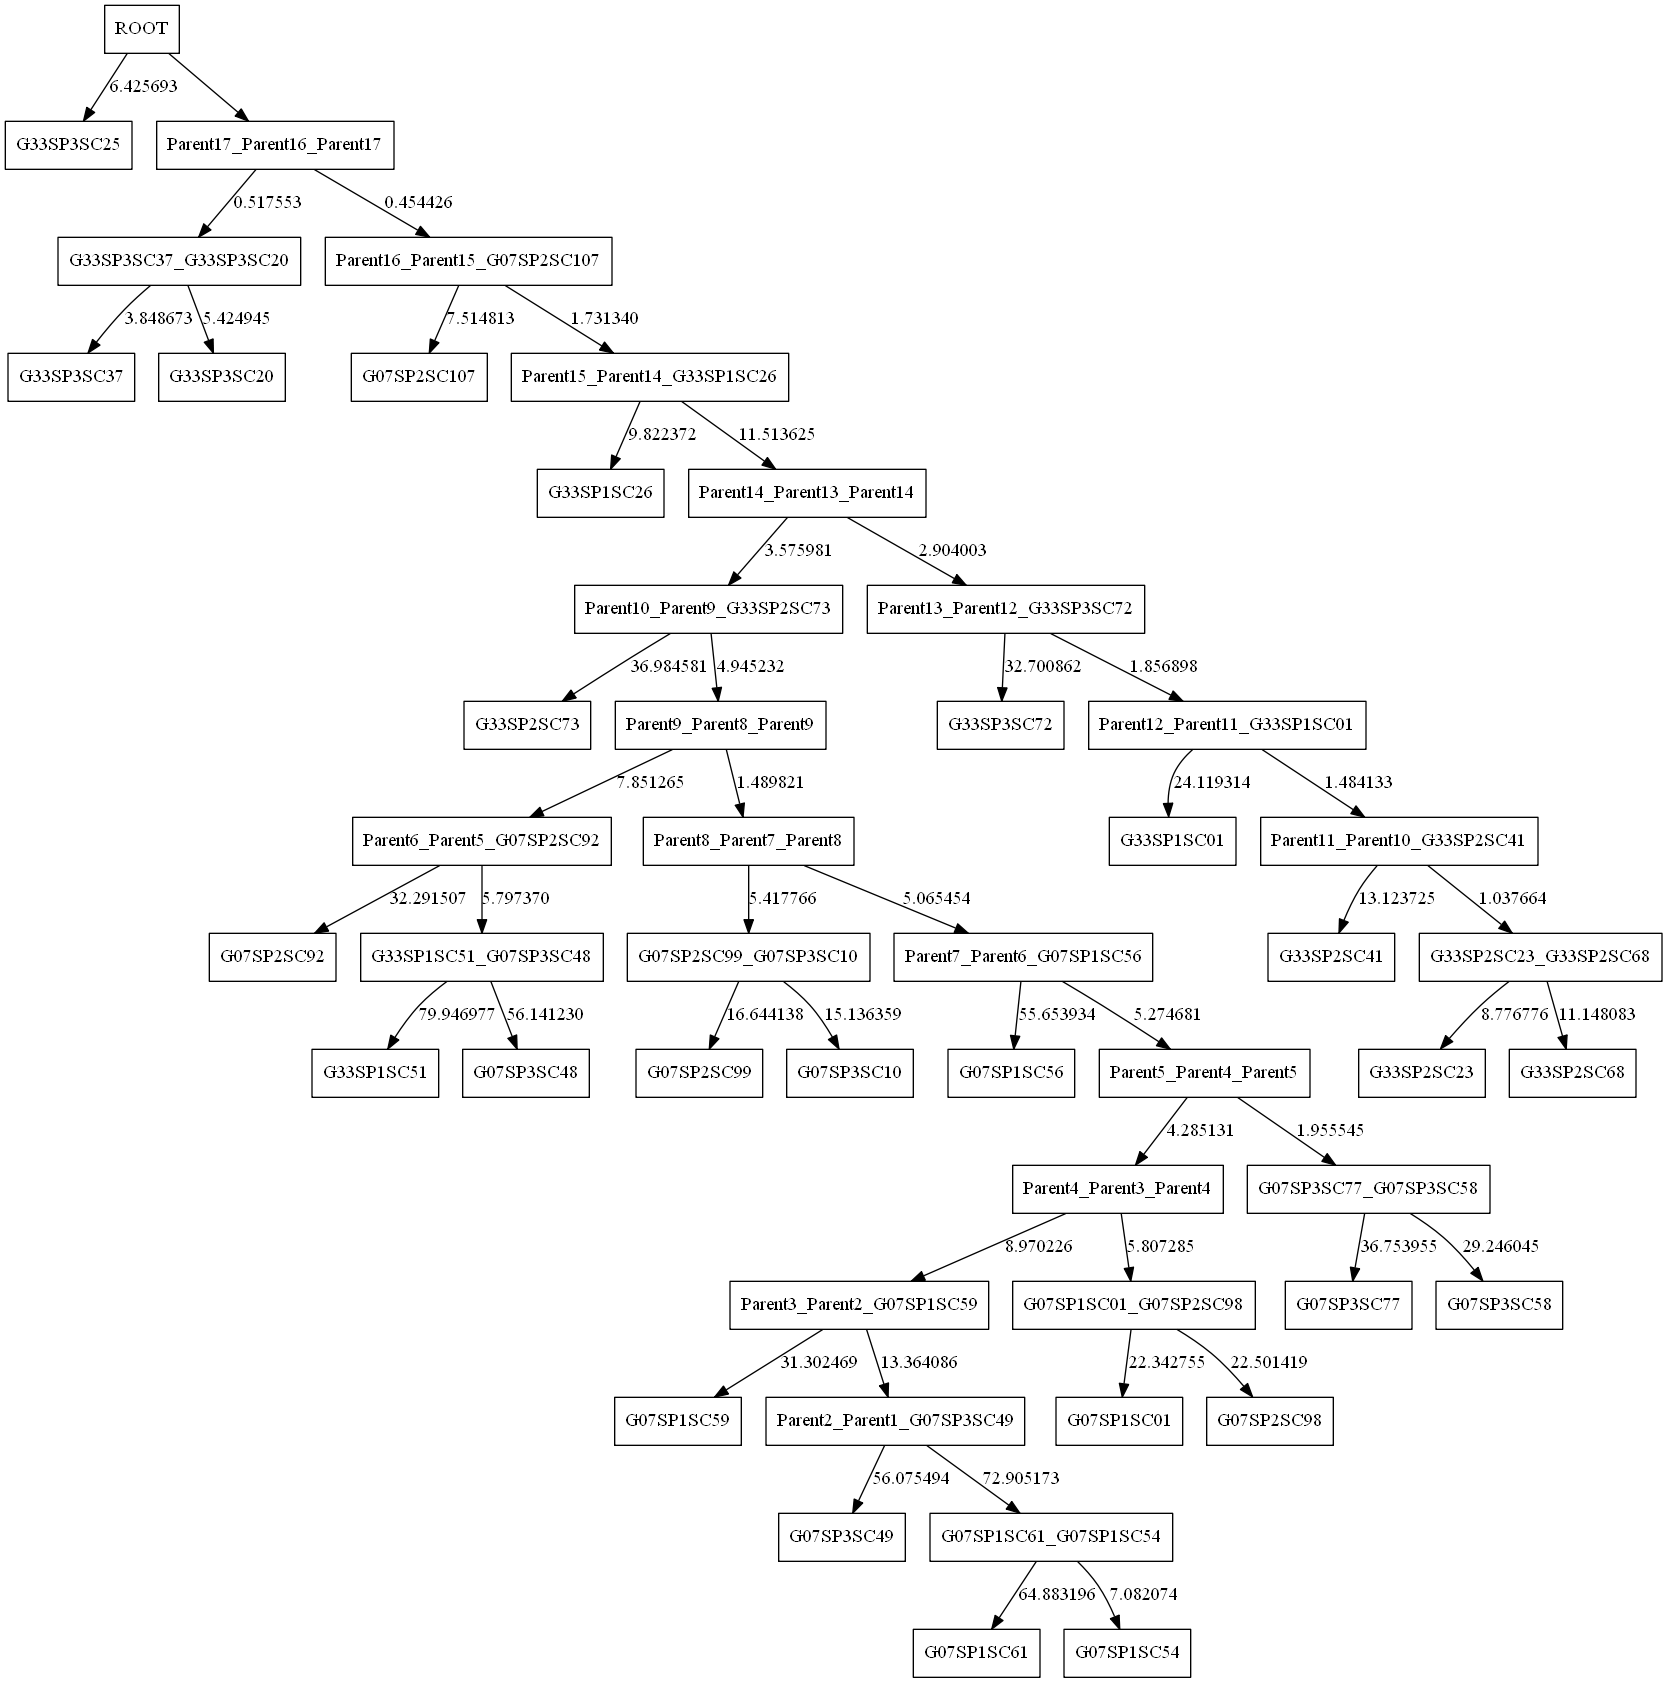 ROOT
6.425693
G33SP3SC25
Parent17_Parent16_Parent17
0.517553
0.454426
G33SP3SC37_G33SP3SC20
Parent16_Parent15_G07SP2SC107
3.848673
5.424945
7.514813
1.731340
G33SP3SC37
G33SP3SC20
G07SP2SC107
Parent15_Parent14_G33SP1SC26
9.822372
11.513625
G33SP1SC26
Parent14_Parent13_Parent14
3.575981
2.904003
Parent10_Parent9_G33SP2SC73
Parent13_Parent12_G33SP3SC72
36.984581
4.945232
32.700862
1.856898
G33SP2SC73
Parent9_Parent8_Parent9
G33SP3SC72
Parent12_Parent11_G33SP1SC01
7.851265
1.489821
24.119314
1.484133
Parent6_Parent5_G07SP2SC92
Parent8_Parent7_Parent8
G33SP1SC01
Parent11_Parent10_G33SP2SC41
32.291507
5.797370
5.417766
5.065454
13.123725
1.037664
G07SP2SC92
G33SP1SC51_G07SP3SC48
G07SP2SC99_G07SP3SC10
Parent7_Parent6_G07SP1SC56
G33SP2SC41
G33SP2SC23_G33SP2SC68
79.946977
56.141230
16.644138
15.136359
55.653934
5.274681
8.776776
11.148083
G33SP1SC51
G07SP3SC48
G07SP2SC99
G07SP3SC10
G07SP1SC56
Parent5_Parent4_Parent5
G33SP2SC23
G33SP2SC68
4.285131
1.955545
Parent4_Parent3_Parent4
G07SP3SC77_G07SP3SC58
8.970226
5.807285
36.753955
29.246045
Parent3_Parent2_G07SP1SC59
G07SP1SC01_G07SP2SC98
G07SP3SC77
G07SP3SC58
31.302469
13.364086
22.342755
22.501419
G07SP1SC59
Parent2_Parent1_G07SP3SC49
G07SP1SC01
G07SP2SC98
56.075494
72.905173
G07SP3SC49
G07SP1SC61_G07SP1SC54
64.883196
7.082074
G07SP1SC61
G07SP1SC54